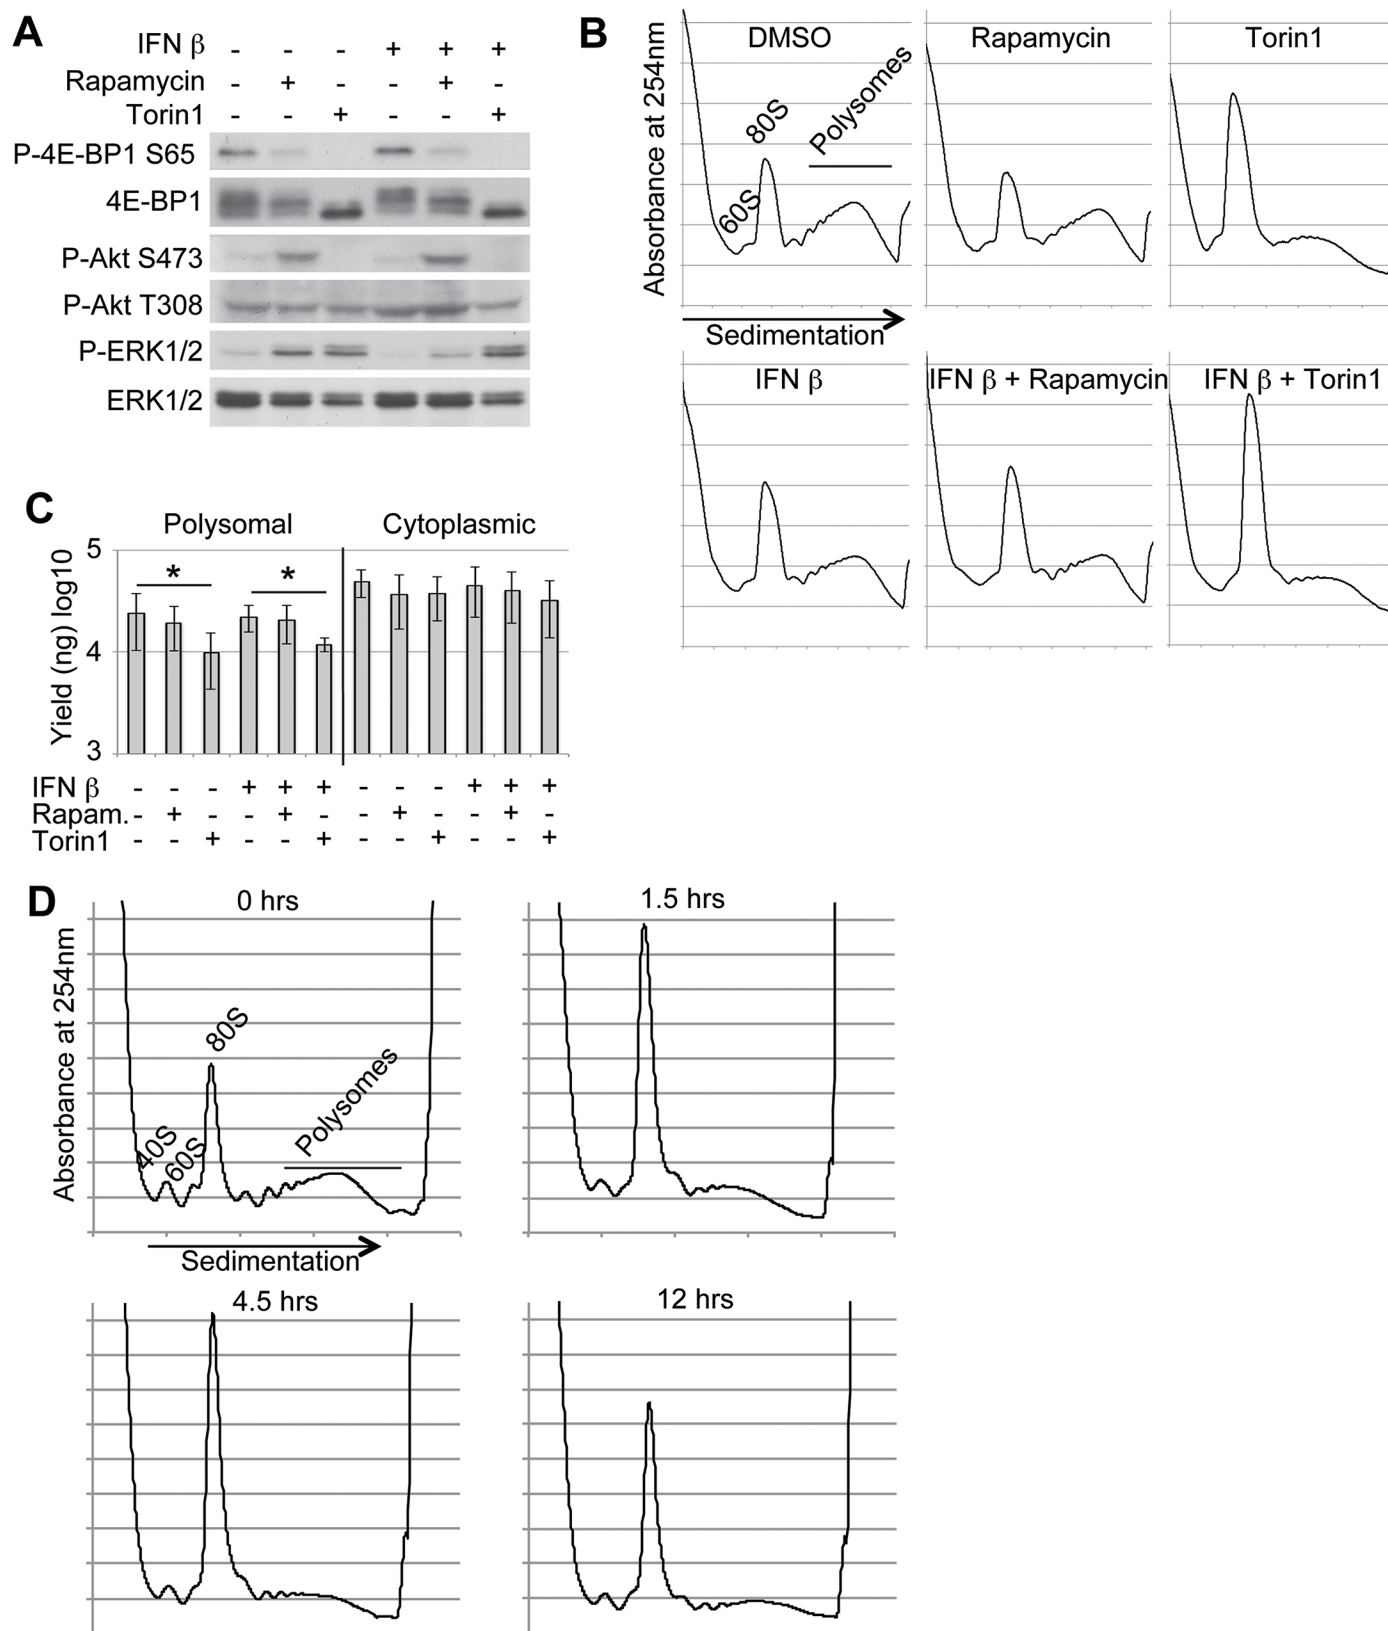 A
IFN β - - - + + +
Rapamycin - + - - + -
Torin1 - - + - - +
P-4E-BP1 S65
4E-BP1
P-Akt S473
P-Akt T308
P-ERK1/2
ERK1/2
B
Absorbance at 254nm
DMSO
60S
80S
Polysomes
Rapamycin
Torin1
Sedimentation
IFN β
IFN β + Rapamycin
IFN β + Torin1
C
Polysomal
Cytoplasmic
Yield (ng) log10
5
4
3
*
*
IFN β - - - + + + - - - + + +
Rapam. - + - - + - - + - - + -
Torin1 - - + - - + - - + - - +
D
Absorbance at 254nm
0 hrs
40S
60S
80S
Polysomes
Sedimentation
1.5 hrs
4.5 hrs
12 hrs